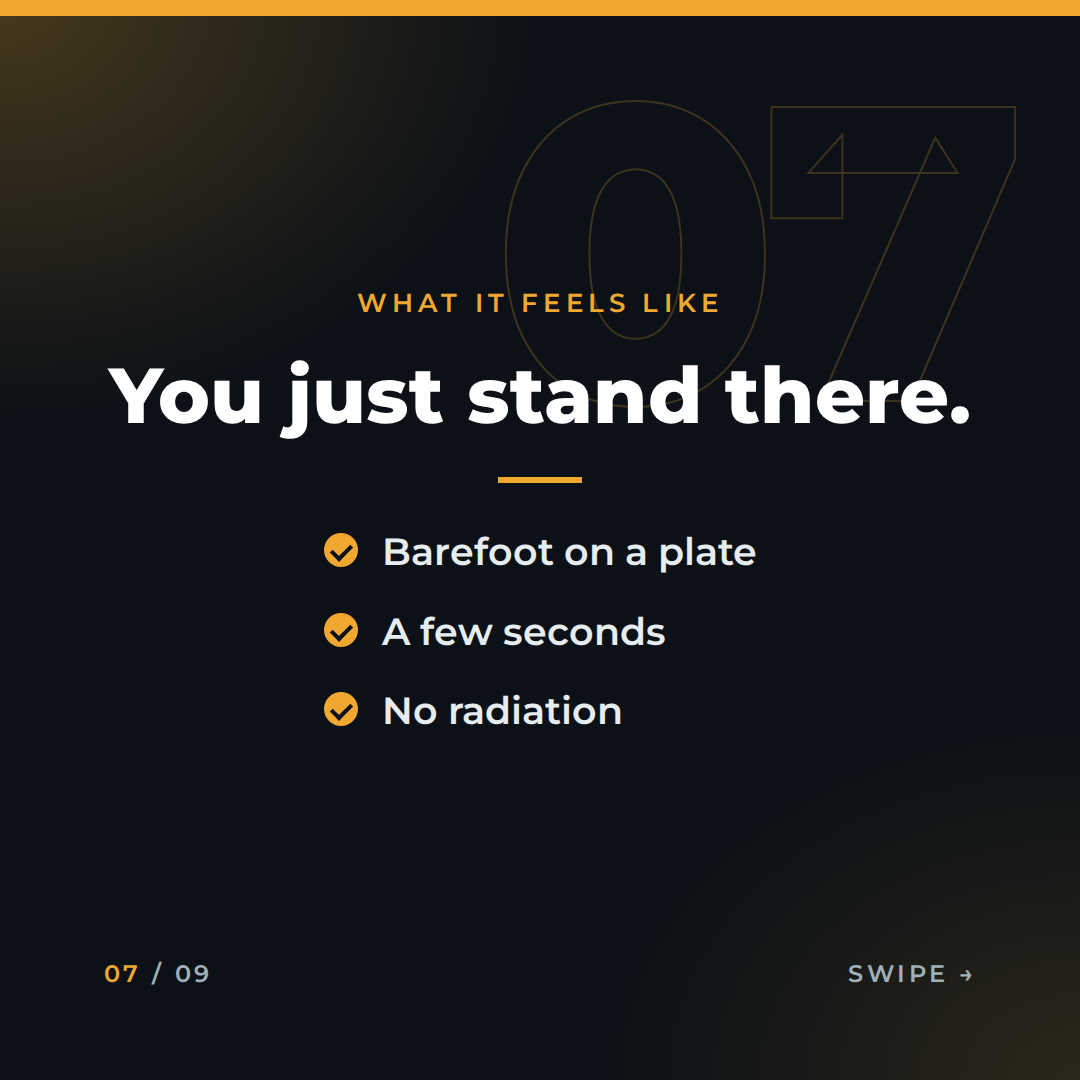 07
WHAT IT FEELS LIKE
You just stand there.
Barefoot on a plate
A few seconds
No radiation
07 / 09
SWIPE →